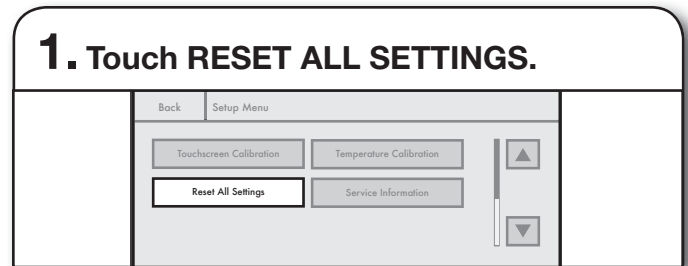 1. Touch RESET ALL SETTINGS.
Back Setup Menu
Touchscreen Calibration Temperature Calibration
Reset All Settings Service Information